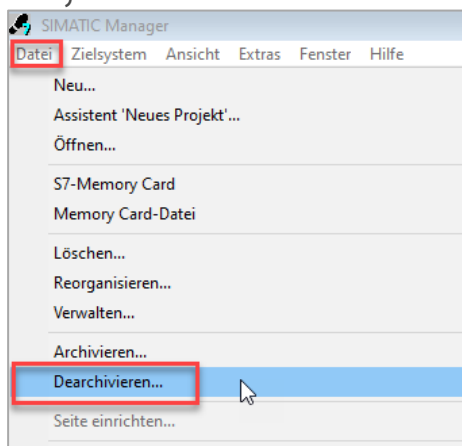 SIMATIC Manager
Datei Zielsystem Ansicht Extras Fenster Hilfe
Neu...
Assistent 'Neues Projekt'...
Öffnen...
S7-Memory Card
Memory Card-Datei
Löschen...
Reorganisieren...
Verwalten...
Archivieren...
Dearchivieren...
Seite einrichten...